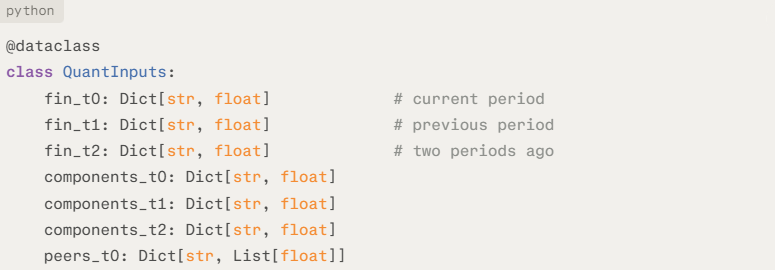 python
@dataclass
class QuantInputs:
    fin_t0: Dict[str, float]             # current period
    fin_t1: Dict[str, float]             # previous period
    fin_t2: Dict[str, float]             # two periods ago
    components_t0: Dict[str, float]
    components_t1: Dict[str, float]
    components_t2: Dict[str, float]
    peers_t0: Dict[str, List[float]]